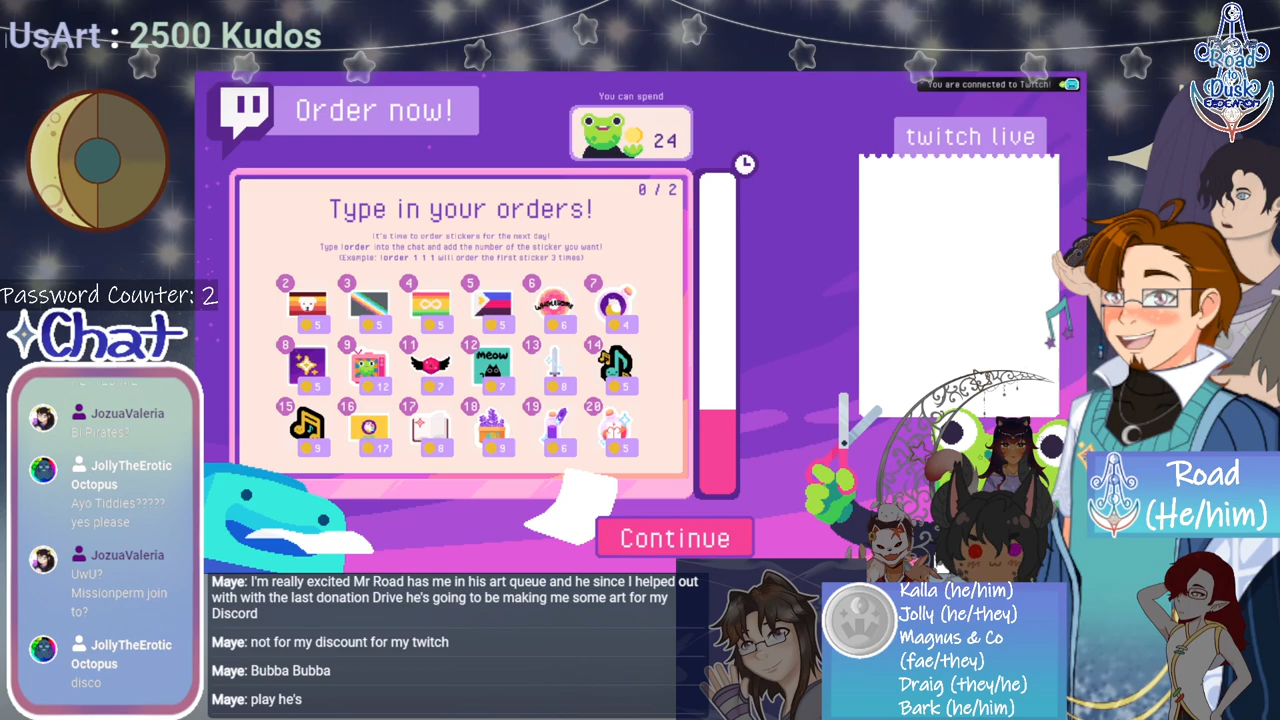 UsArt : 2500 Kudos
Road
to
Dusk
You are connected to Twitch!
You can spend
Order now!
24
twitch live
0 / 2
Type in your orders!
It's time to order stickers for the next day!
Type !order into the chat and add the number of the sticker you want!
(Example: !order 1 1 1 will order the first sticker 3 times)
2 3 4 5 6 7
WHOLESOME
5 5 5 5 6 4
8 9 11 12 13 14
MEOW
5 12 7 7 8 5
15 16 17 18 19 20
9 17 8 9 6 5
Continue
Password Counter: 2
Chat
JozuaValeria
Bi Pirates?
JollyTheErotic
Octopus
Ayo Tiddies?????
yes please
JozuaValeria
UwU?
Missionperm join
to?
JollyTheErotic
Octopus
disco
Maye: I'm really excited Mr Road has me in his art queue and he since I helped out
with with the last donation Drive he's going to be making me some art for my
Discord
Maye: not for my discount for my twitch
Maye: Bubba Bubba
Maye: play he's
Road
(He/him)
Kalla (he/him)
Jolly (he/they)
Magnus & Co
(fae/they)
Draig (they/he)
Bark (he/him)